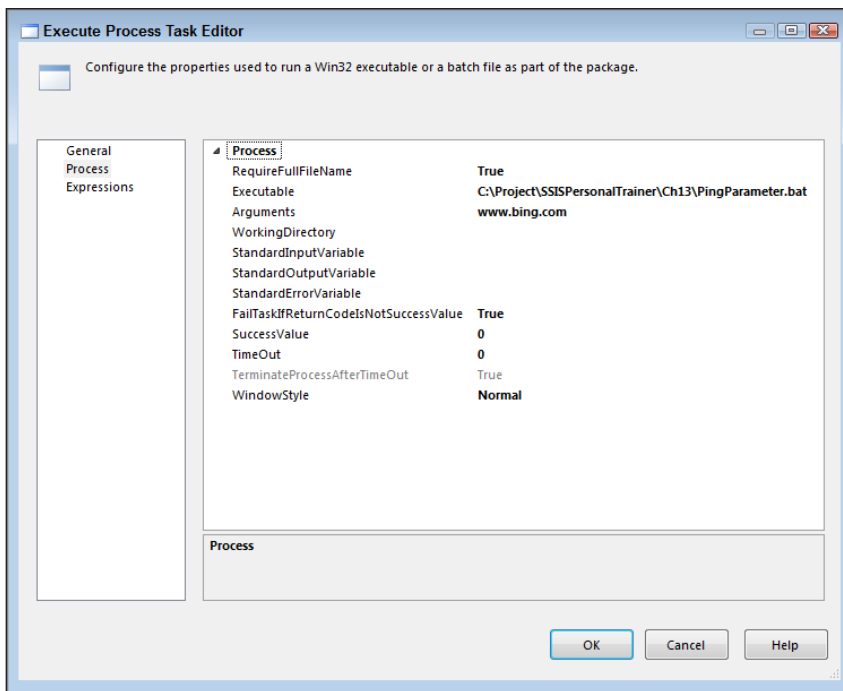 Execute Process Task Editor
Configure the properties used to run a Win32 executable or a batch file as part of the package.
General
Process
Expressions
Process
RequireFullFileName True
Executable C:\Project\SSISPersonalTrainer\Ch13\PingParameter.bat
Arguments www.bing.com
WorkingDirectory
StandardInputVariable
StandardOutputVariable
StandardErrorVariable
FailTaskIfReturnCodeIsNotSuccessValue True
SuccessValue 0
TimeOut 0
TerminateProcessAfterTimeOut True
WindowStyle Normal
Process
OK Cancel Help